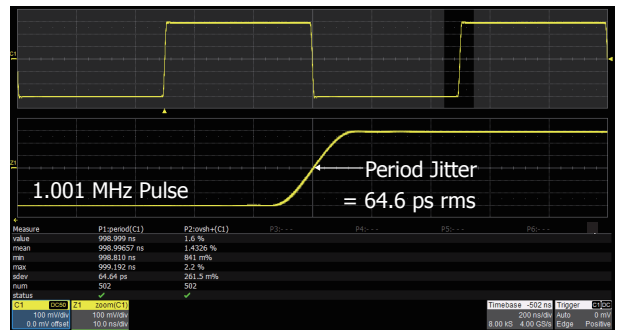 C1
Z1
Period Jitter
1.001 MHz Pulse
= 64.6 ps rms
Measure P1:period(C1) P2:ovsh+(C1) P3:- - - P4:- - - P5:- - - P6:- - -
value 998.999 ns 1.6 %
mean 998.99657 ns 1.4326 %
min 998.810 ns 841 m%
max 999.192 ns 2.2 %
sdev 64.64 ps 261.5 m%
num 502 502
status ✓ ✓
C1 DC50 Z1 zoom(C1) Timebase -502 ns Trigger C1 DC
100 mV/div 100 mV/div 200 ns/div Auto 0 mV
0.0 mV offset 10.0 ns/div 8.00 kS 4.00 GS/s Edge Positive